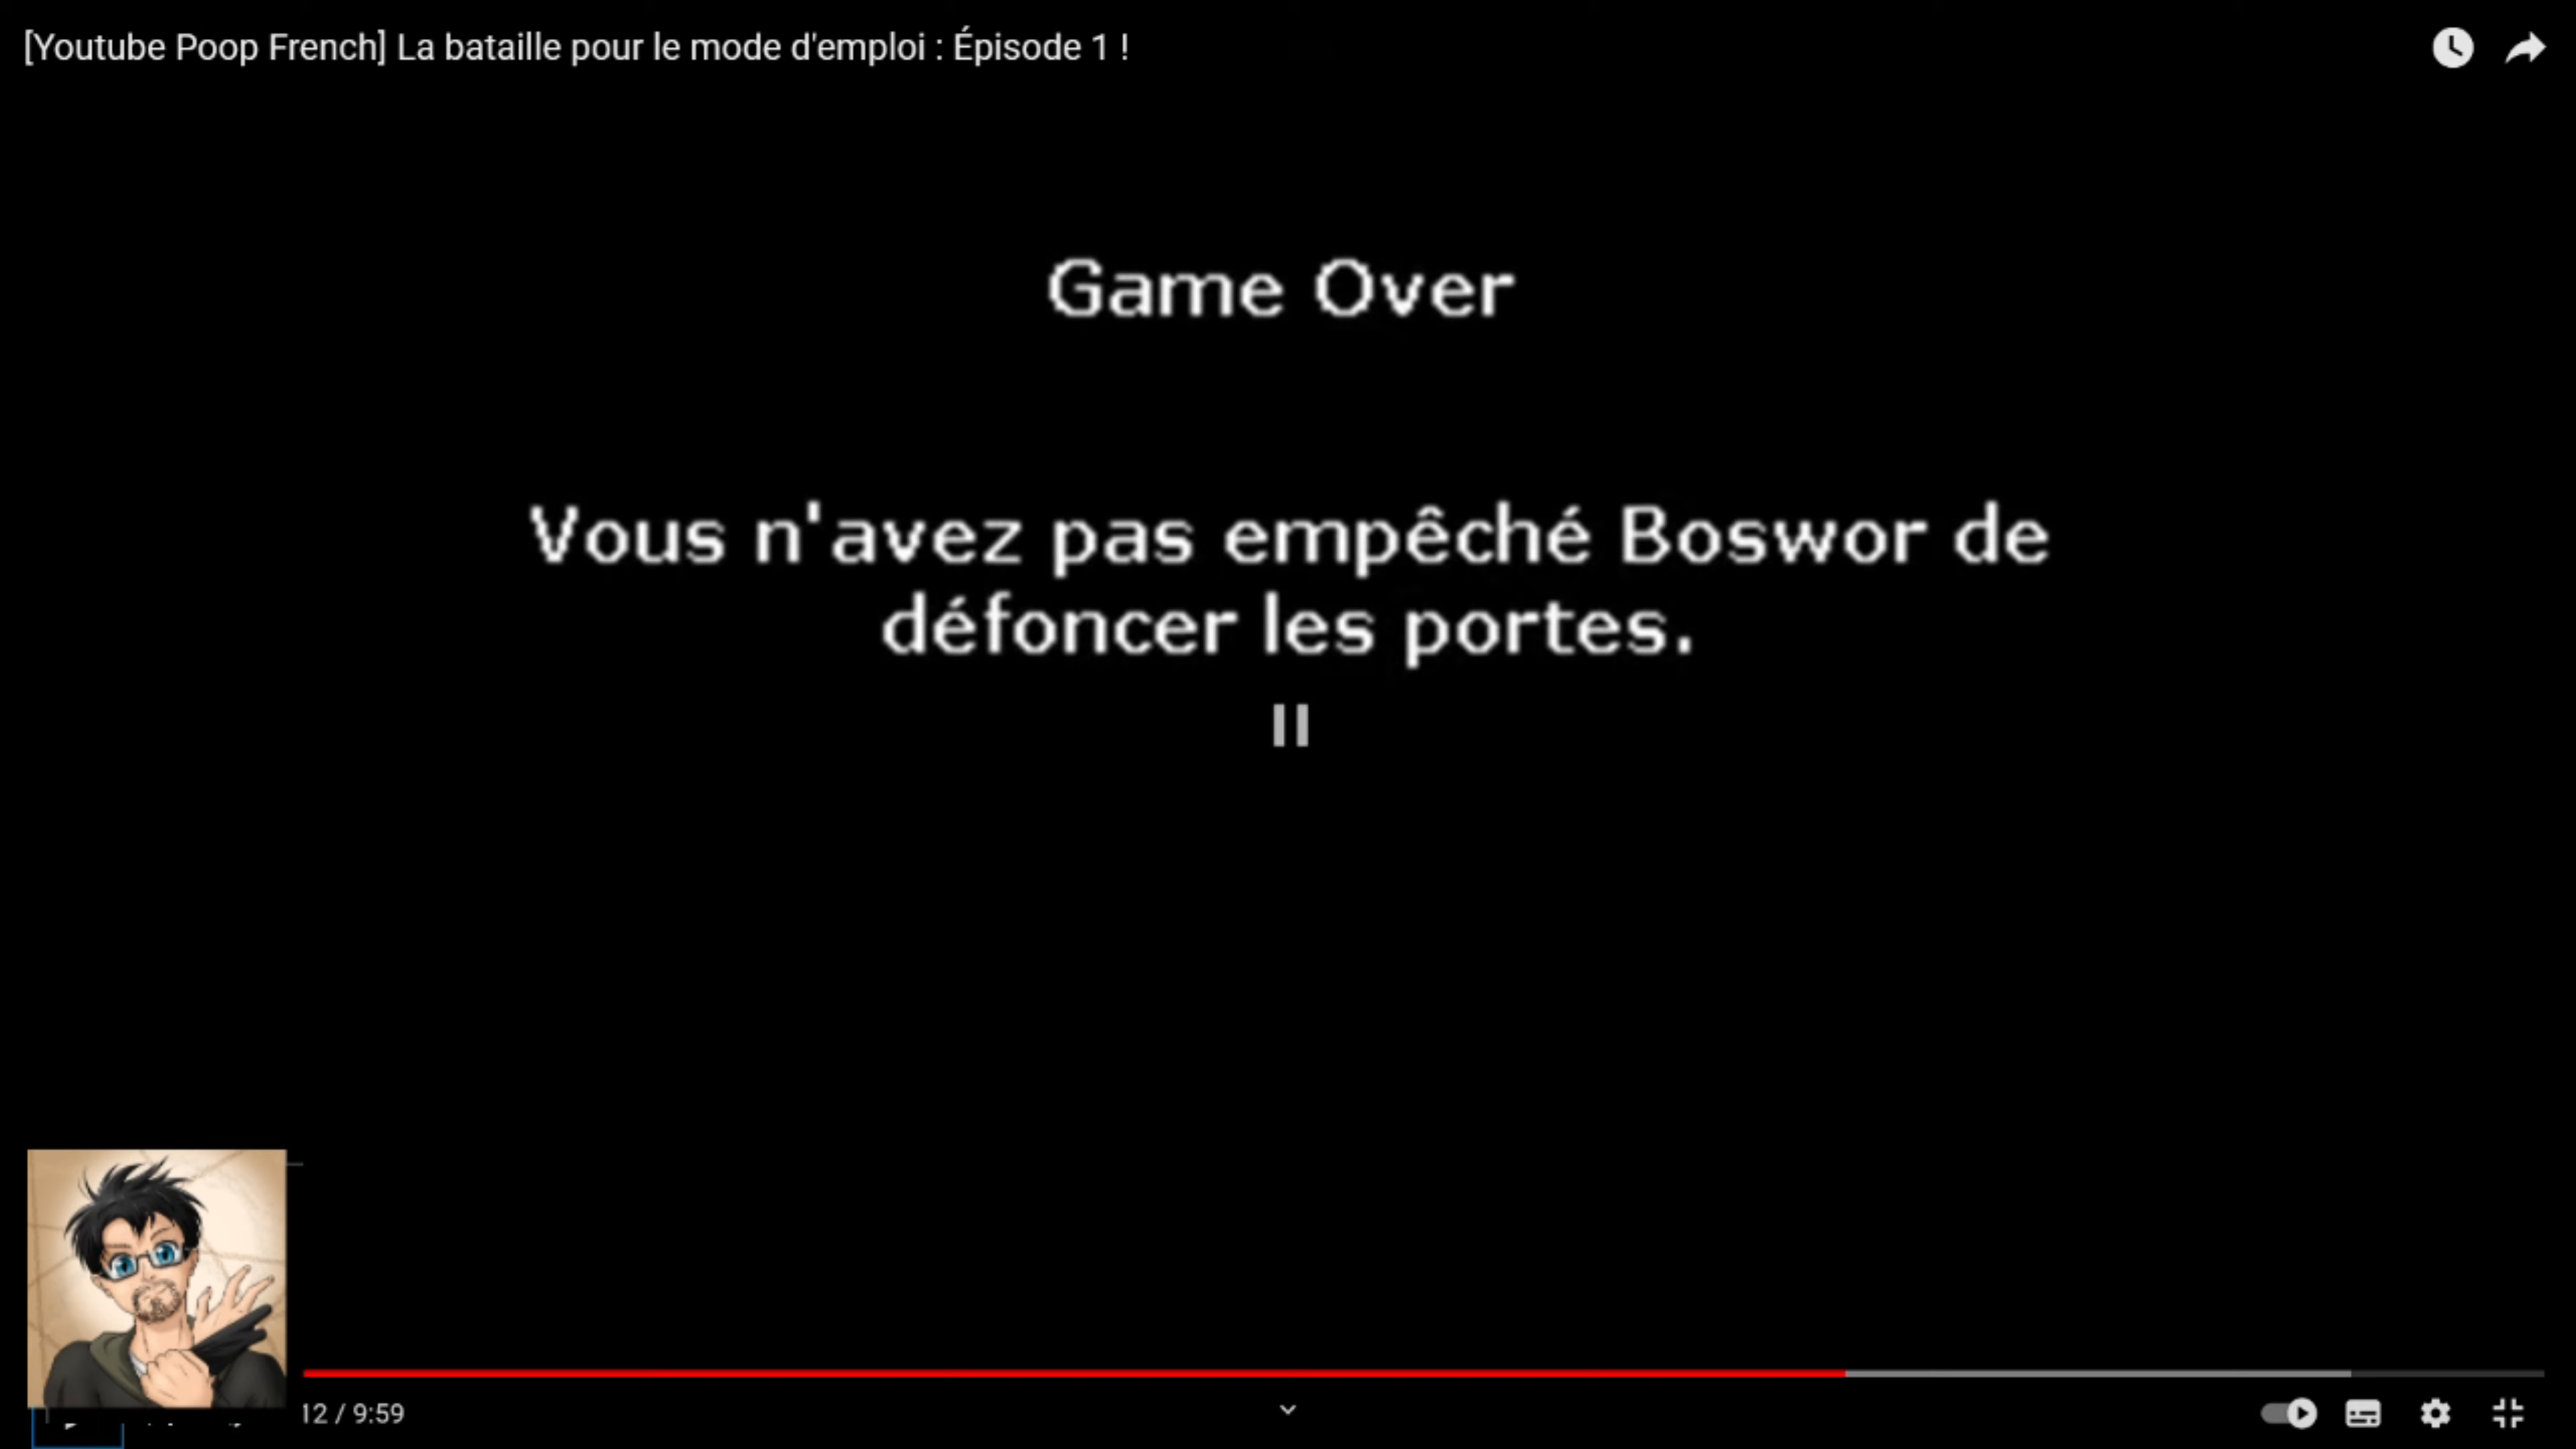 [Youtube Poop French] La bataille pour le mode d'emploi : Épisode 1 !
Game Over
Vous n'avez pas empêché Boswor de
défoncer les portes.
12 / 9:59